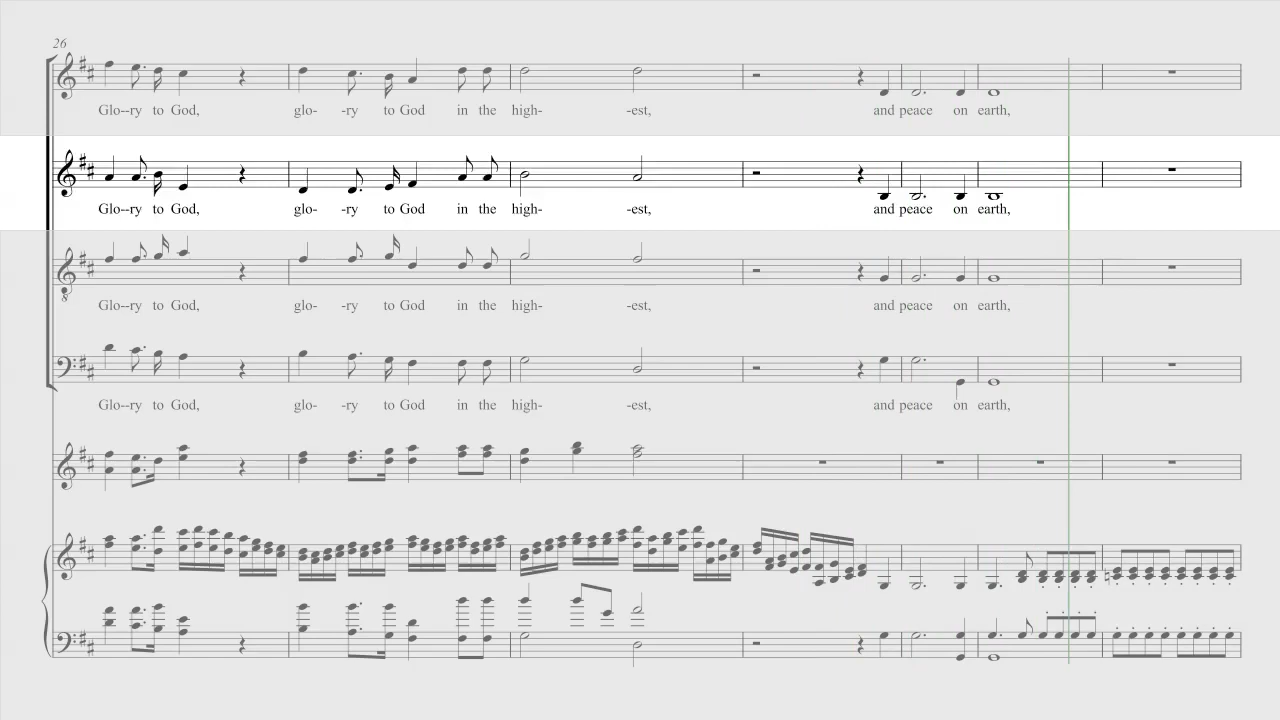 26
Glo--ry to God, glo- -ry to God in the high- -est, and peace on earth,
Glo--ry to God, glo- -ry to God in the high- -est, and peace on earth,
Glo--ry to God, glo- -ry to God in the high- -est, and peace on earth,
Glo--ry to God, glo- -ry to God in the high- -est, and peace on earth,